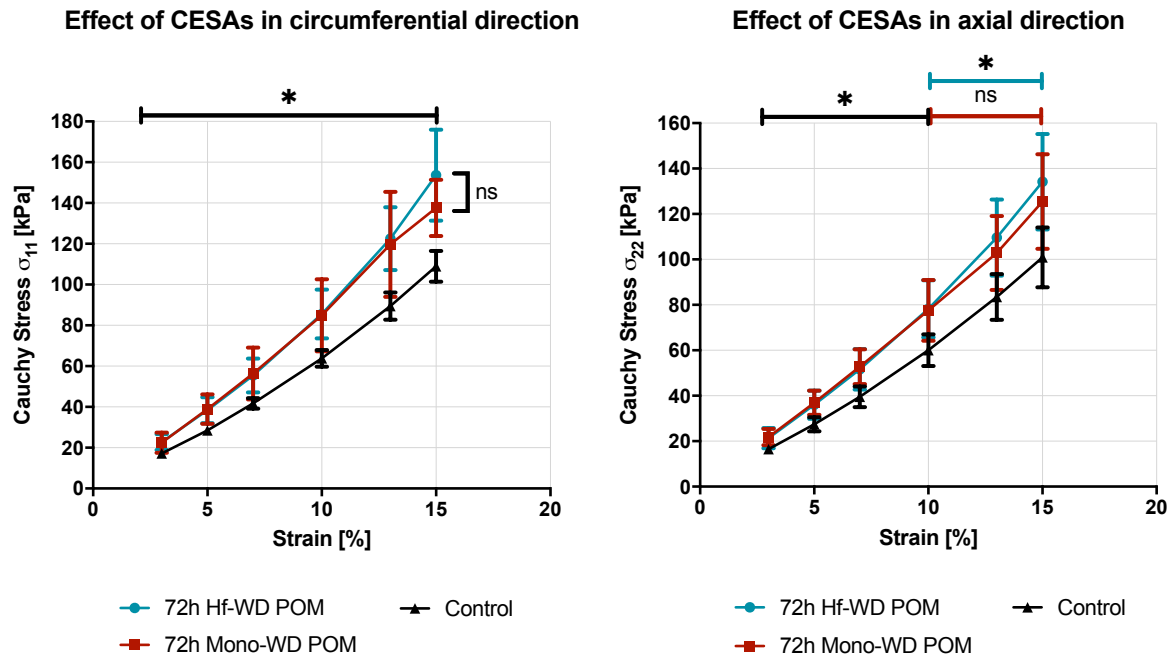 Effect of CESAs in circumferential direction
*
180
160
140
120
100
80
60
40
20
0
Cauchy Stress σ11 [kPa]
ns
0
5
10
15
20
Strain [%]
72h Hf-WD POM
Control
72h Mono-WD POM
Effect of CESAs in axial direction
*
*
ns
160
140
120
100
80
60
40
20
0
Cauchy Stress σ22 [kPa]
0
5
10
15
20
Strain [%]
72h Hf-WD POM
Control
72h Mono-WD POM